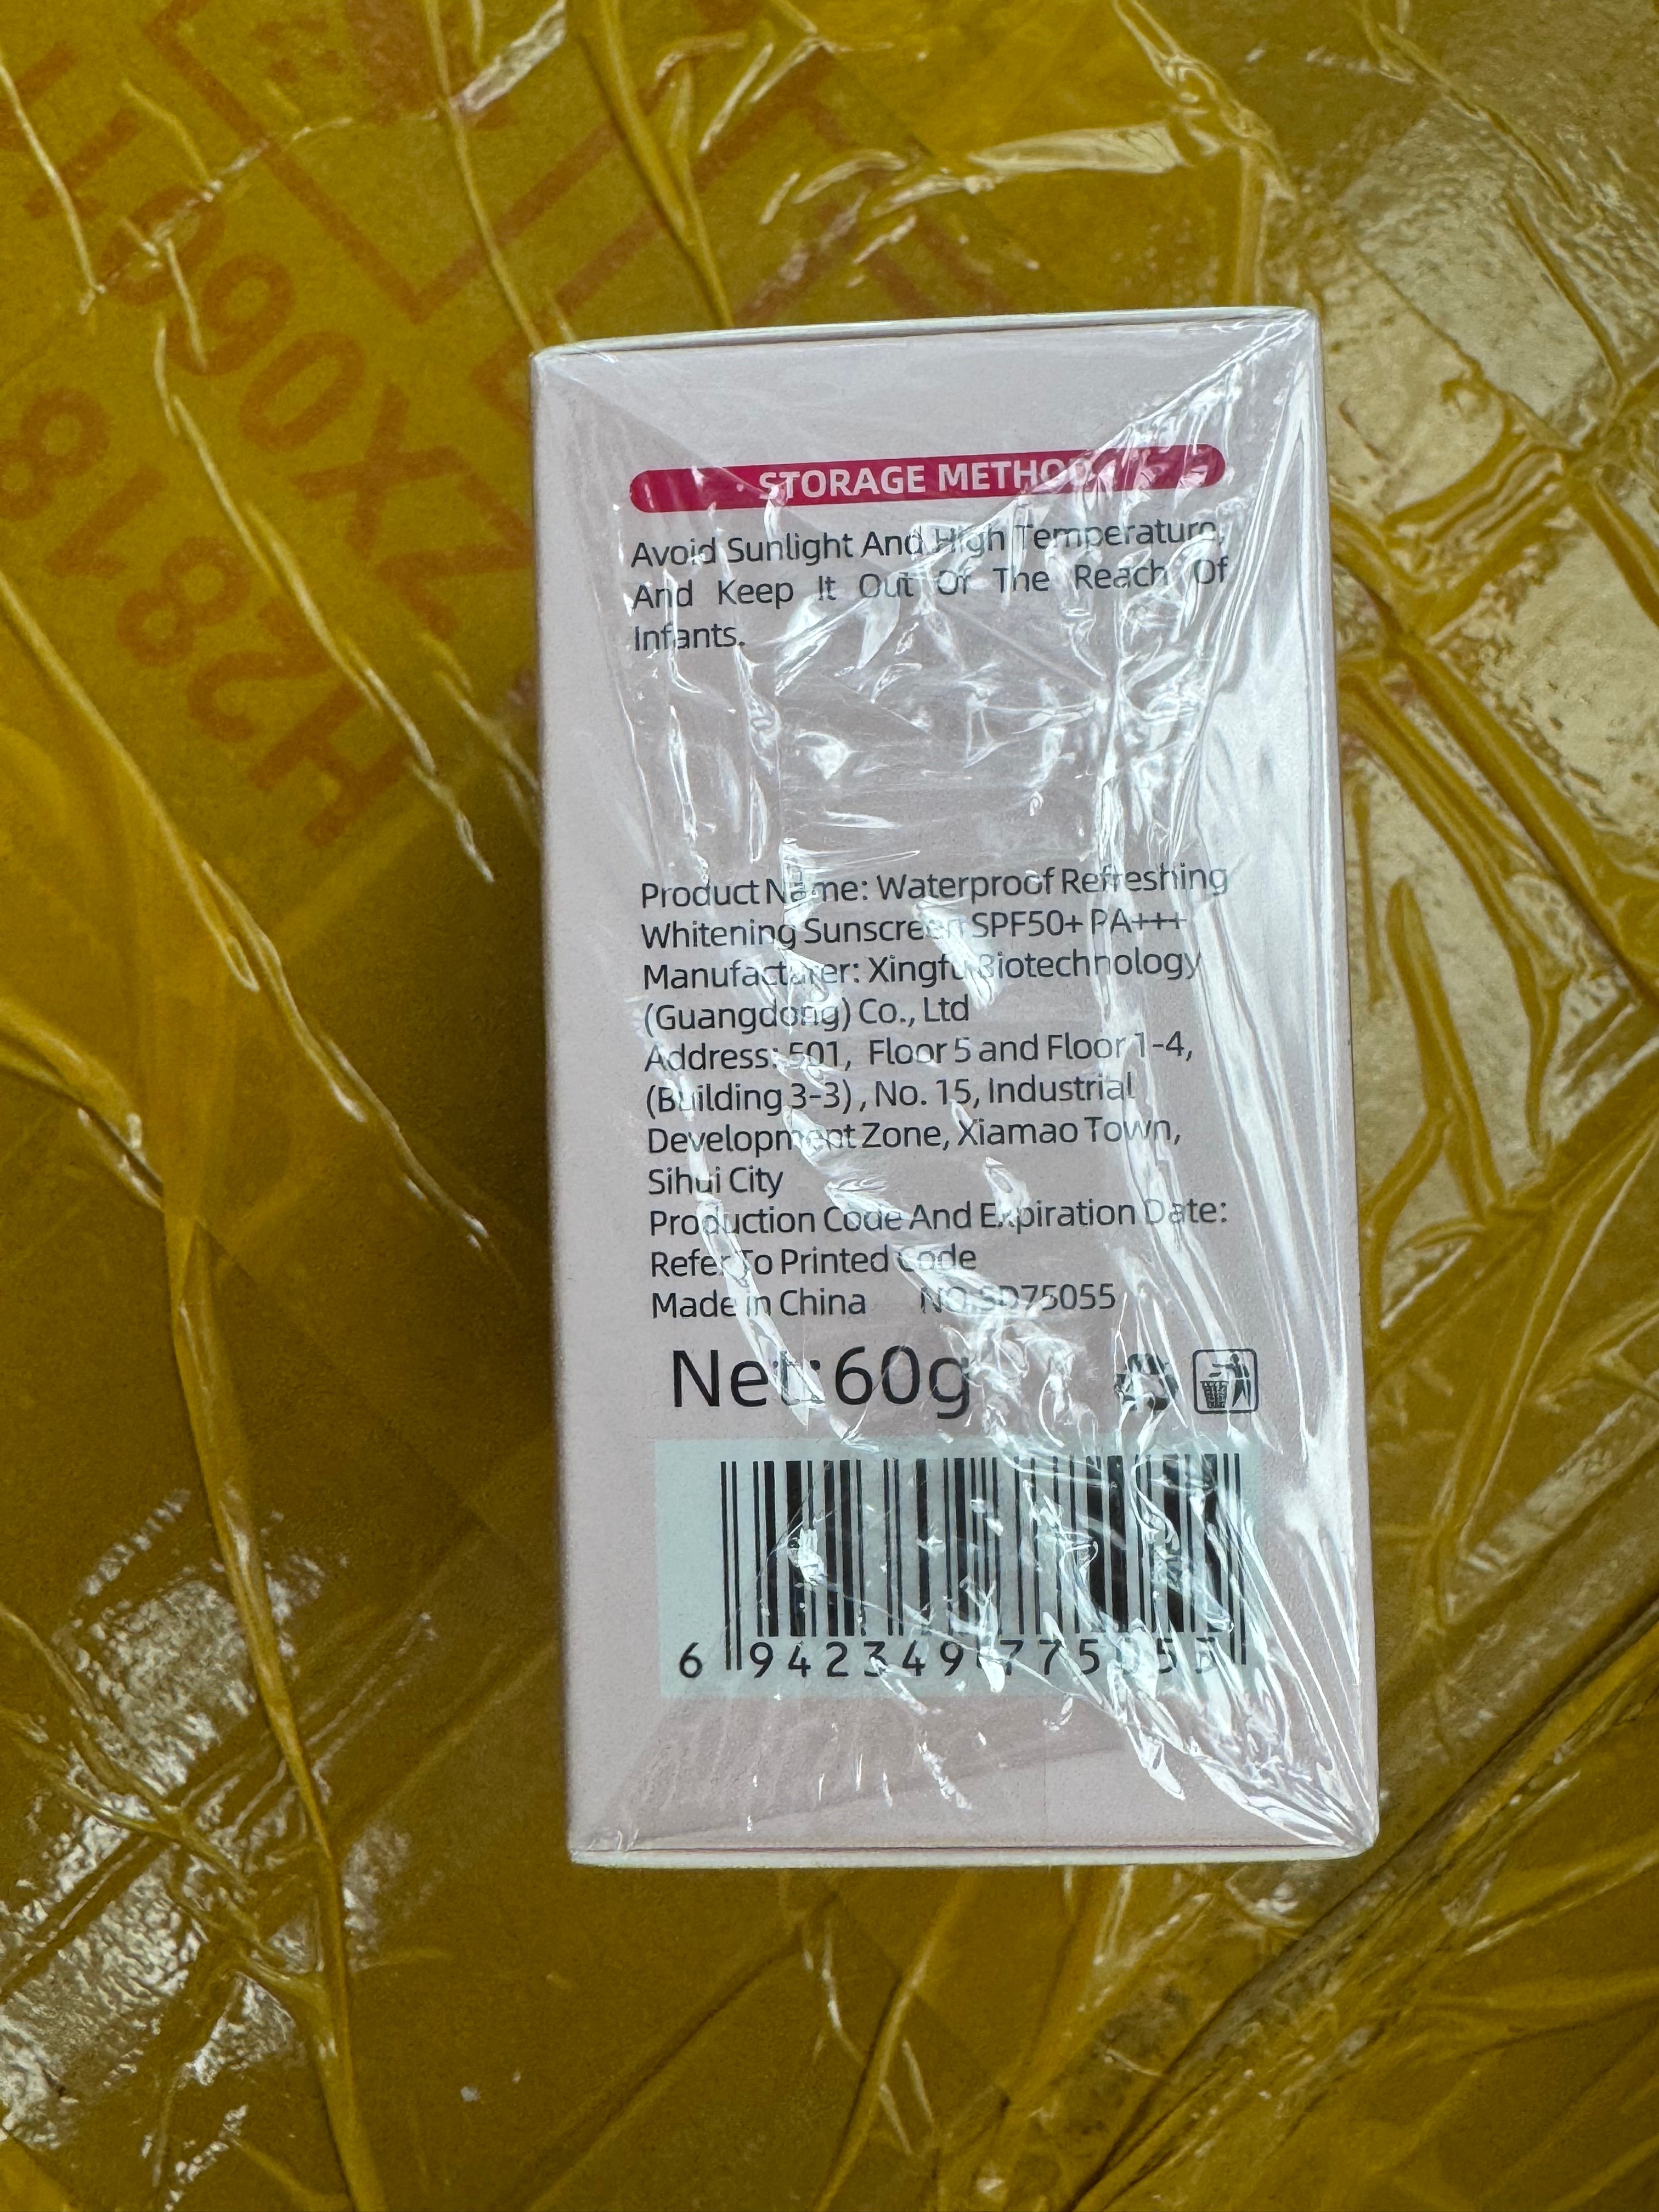 STORAGE METHOD
Avoid Sunlight And High Temperature,
And Keep It Out Of The Reach Of
Infants.
Product Name: Waterproof Refreshing
Whitening Sunscreen SPF50+ PA+++
Manufacturer: Xingfu Biotechnology
(Guangdong) Co., Ltd
Address: 501, Floor 5 and Floor 1-4,
(Building 3-3) , No. 15, Industrial
Development Zone, Xiamao Town,
Sihui City
Production Code And Expiration Date:
Refer To Printed Code
Made in China NO.SD75055
Net:60g
6 942349 775055